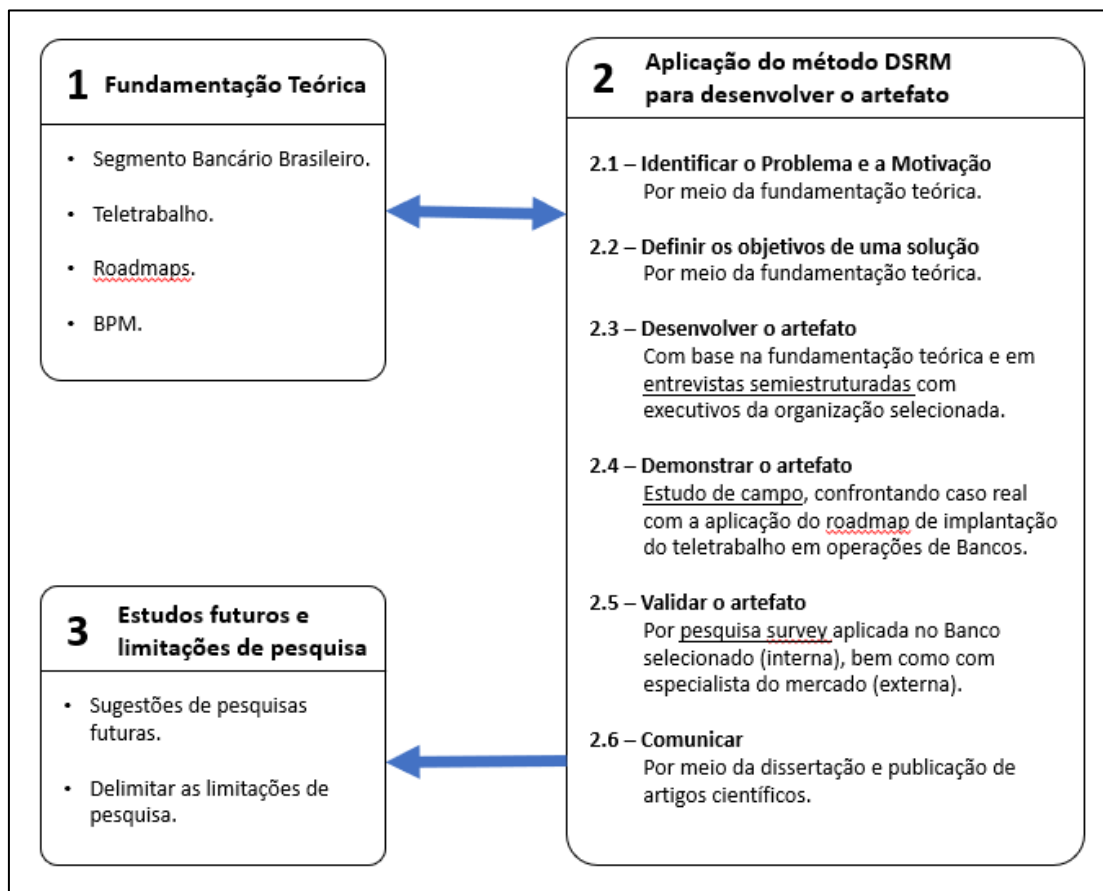 1 Fundamentação Teórica
• Segmento Bancário Brasileiro.
• Teletrabalho.
• Roadmaps.
• BPM.
2 Aplicação do método DSRM
para desenvolver o artefato
2.1 – Identificar o Problema e a Motivação
Por meio da fundamentação teórica.
2.2 – Definir os objetivos de uma solução
Por meio da fundamentação teórica.
2.3 – Desenvolver o artefato
Com base na fundamentação teórica e em
entrevistas semiestruturadas com
executivos da organização selecionada.
2.4 – Demonstrar o artefato
Estudo de campo, confrontando caso real
com a aplicação do roadmap de implantação
do teletrabalho em operações de Bancos.
2.5 – Validar o artefato
Por pesquisa survey aplicada no Banco
selecionado (interna), bem como com
especialista do mercado (externa).
2.6 – Comunicar
Por meio da dissertação e publicação de
artigos científicos.
3 Estudos futuros e
limitações de pesquisa
• Sugestões de pesquisas
futuras.
• Delimitar as limitações de
pesquisa.